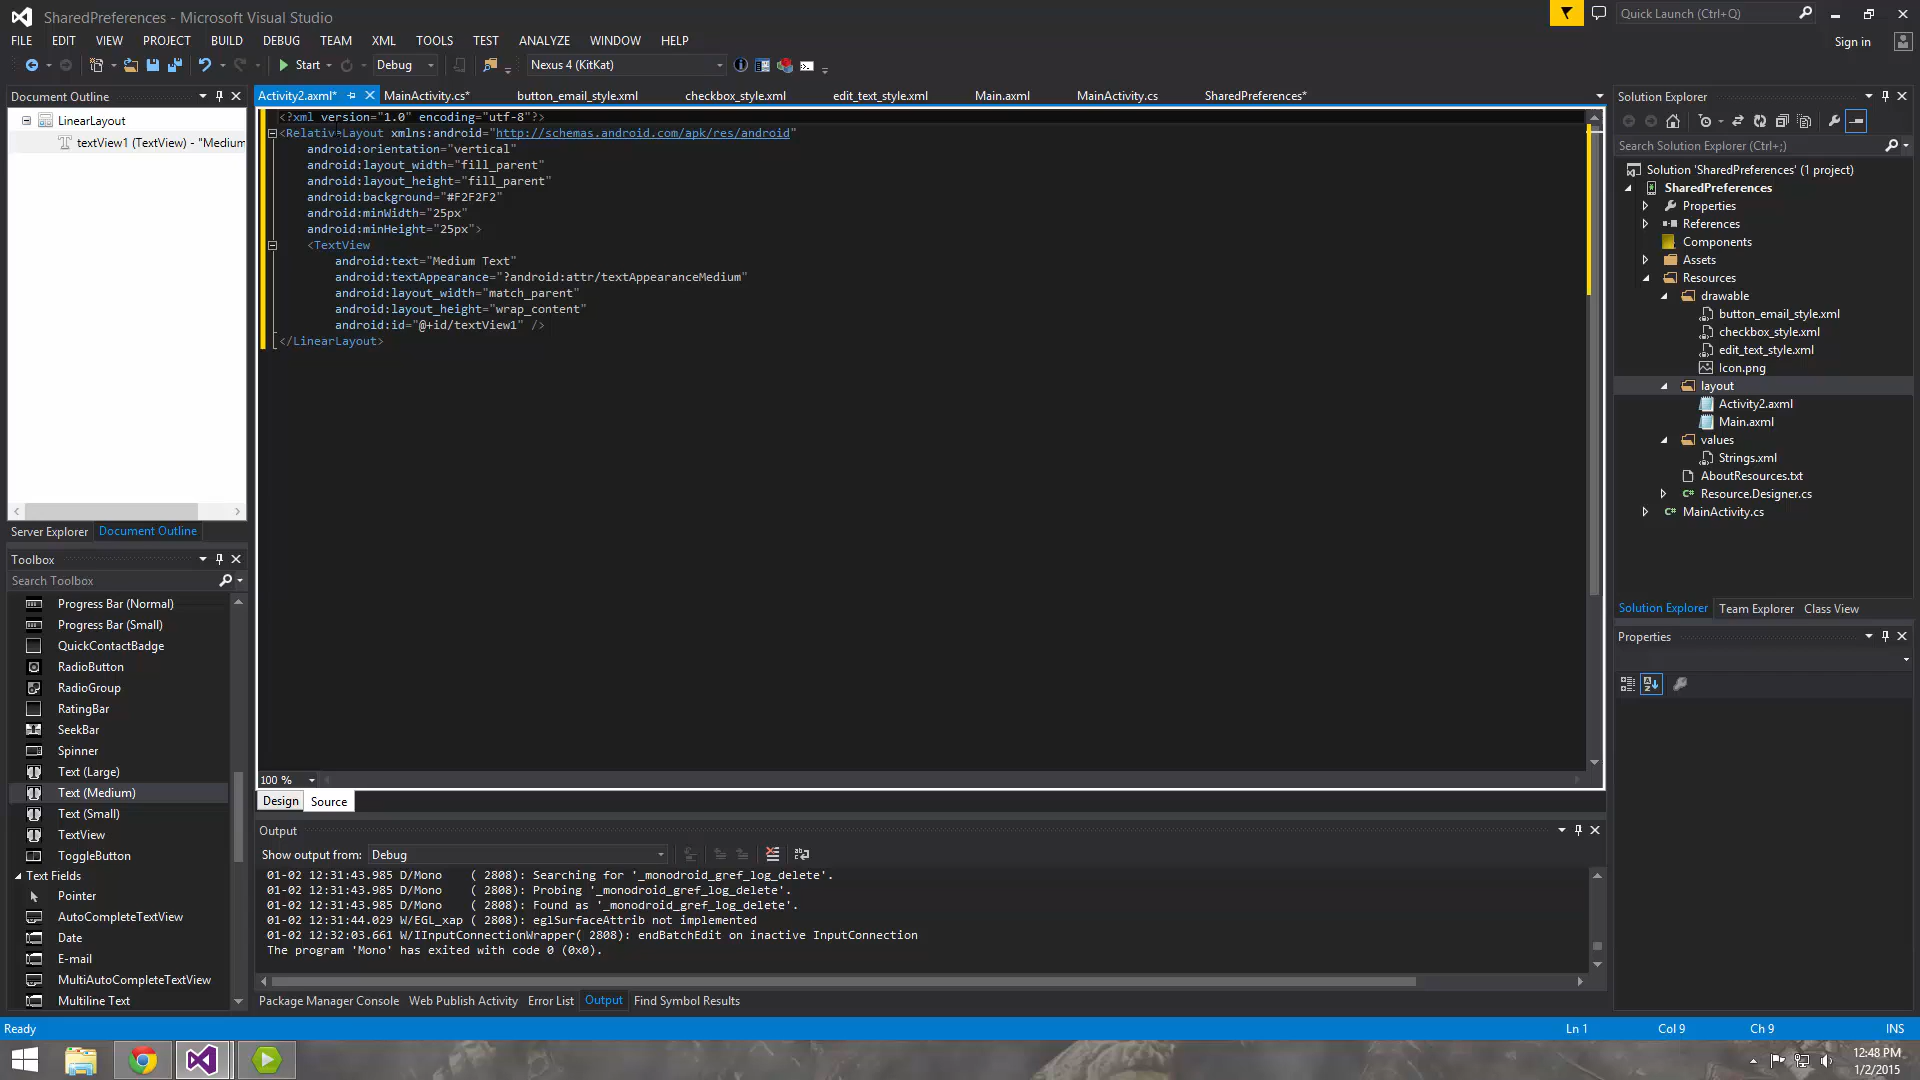 SharedPreferences - Microsoft Visual Studio
Quick Launch (Ctrl+Q)
FILE EDIT VIEW PROJECT BUILD DEBUG TEAM XML TOOLS TEST ANALYZE WINDOW HELP
Sign in
Start Debug Nexus 4 (KitKat)
Document Outline
LinearLayout
textView1 (TextView) - "Medium
Server Explorer Document Outline
Toolbox
Search Toolbox
Progress Bar (Normal)
Progress Bar (Small)
QuickContactBadge
RadioButton
RadioGroup
RatingBar
SeekBar
Spinner
Text (Large)
Text (Medium)
Text (Small)
TextView
ToggleButton
Text Fields
Pointer
AutoCompleteTextView
Date
E-mail
MultiAutoCompleteTextView
Multiline Text
Activity2.axml* MainActivity.cs* button_email_style.xml checkbox_style.xml edit_text_style.xml Main.axml MainActivity.cs SharedPreferences*
<?xml version="1.0" encoding="utf-8"?>
<RelativeLayout xmlns:android="http://schemas.android.com/apk/res/android"
android:orientation="vertical"
android:layout_width="fill_parent"
android:layout_height="fill_parent"
android:background="#F2F2F2"
android:minWidth="25px"
android:minHeight="25px">
<TextView
android:text="Medium Text"
android:textAppearance="?android:attr/textAppearanceMedium"
android:layout_width="match_parent"
android:layout_height="wrap_content"
android:id="@+id/textView1" />
</LinearLayout>
100 %
Design Source
Output
Show output from: Debug
01-02 12:31:43.985 D/Mono ( 2808): Searching for '_monodroid_gref_log_delete'.
01-02 12:31:43.985 D/Mono ( 2808): Probing '_monodroid_gref_log_delete'.
01-02 12:31:43.985 D/Mono ( 2808): Found as '_monodroid_gref_log_delete'.
01-02 12:31:44.029 W/EGL_xap ( 2808): eglSurfaceAttrib not implemented
01-02 12:32:03.661 W/IInputConnectionWrapper( 2808): endBatchEdit on inactive InputConnection
The program 'Mono' has exited with code 0 (0x0).
Package Manager Console Web Publish Activity Error List Output Find Symbol Results
Solution Explorer
Search Solution Explorer (Ctrl+;)
Solution 'SharedPreferences' (1 project)
SharedPreferences
Properties
References
Components
Assets
Resources
drawable
button_email_style.xml
checkbox_style.xml
edit_text_style.xml
Icon.png
layout
Activity2.axml
Main.axml
values
Strings.xml
AboutResources.txt
Resource.Designer.cs
MainActivity.cs
Solution Explorer Team Explorer Class View
Properties
Ready Ln 1 Col 9 Ch 9 INS
12:48 PM
1/2/2015